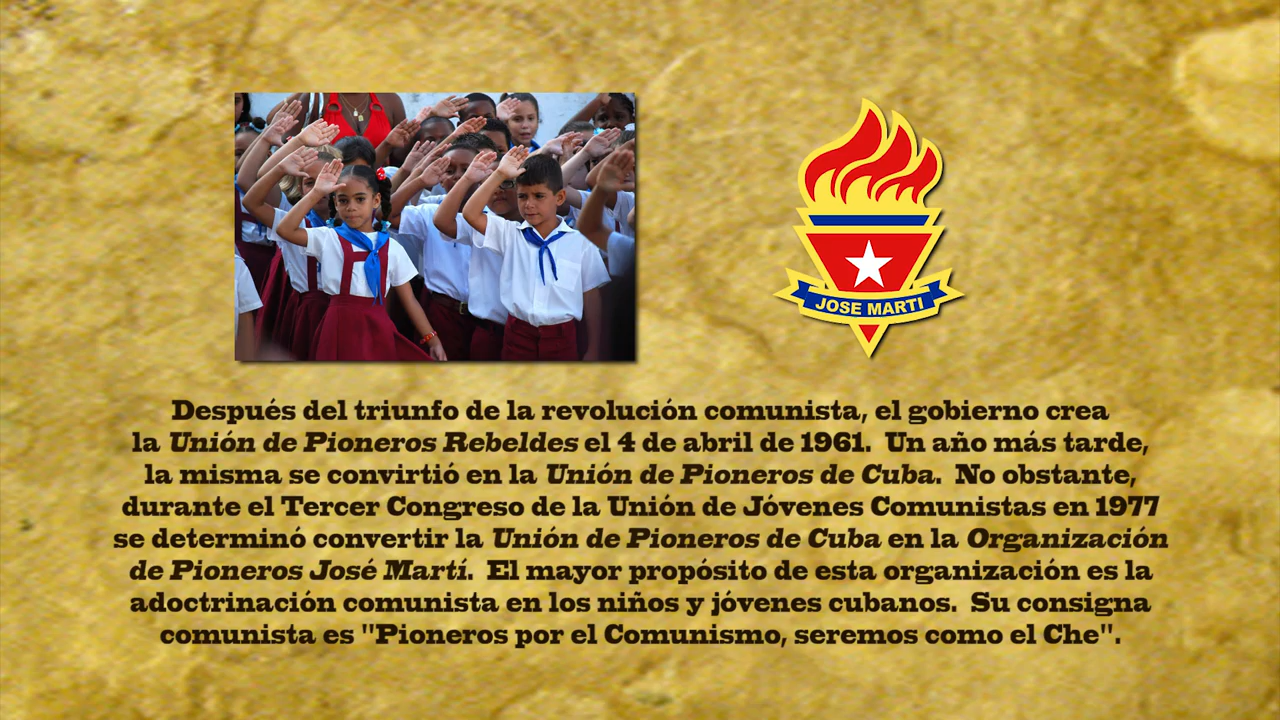 JOSE MARTI
Después del triunfo de la revolución comunista, el gobierno crea
la Unión de Pioneros Rebeldes el 4 de abril de 1961. Un año más tarde,
la misma se convirtió en la Unión de Pioneros de Cuba. No obstante,
durante el Tercer Congreso de la Unión de Jóvenes Comunistas en 1977
se determinó convertir la Unión de Pioneros de Cuba en la Organización
de Pioneros José Martí. El mayor propósito de esta organización es la
adoctrinación comunista en los niños y jóvenes cubanos. Su consigna
comunista es "Pioneros por el Comunismo, seremos como el Che".